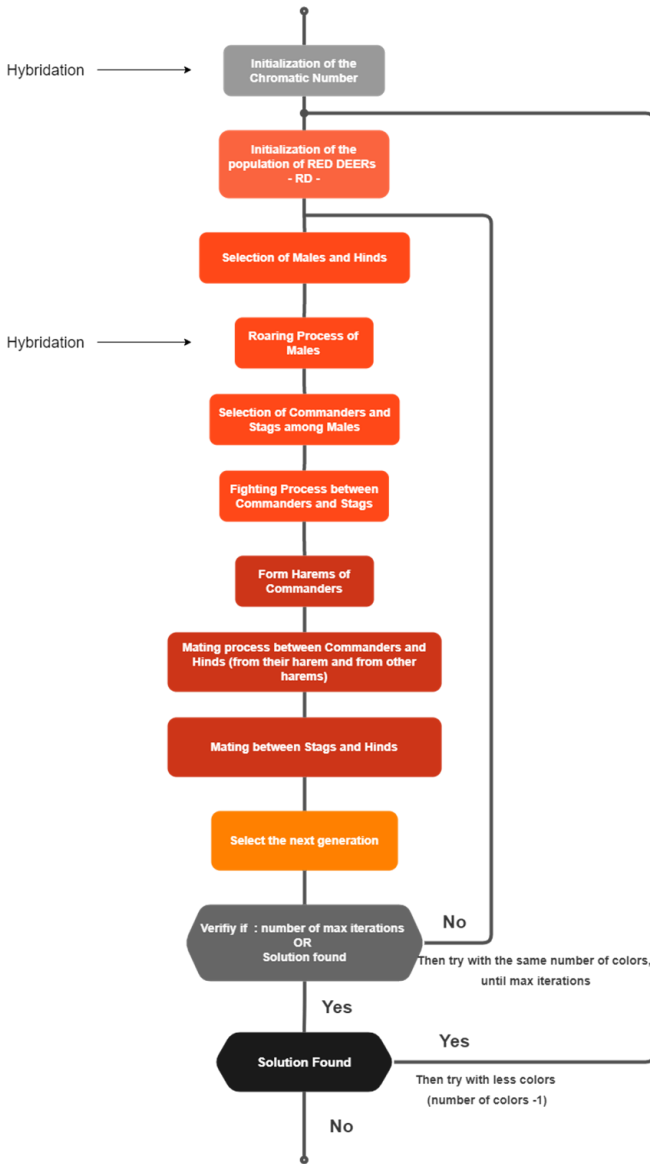 Hybridation
Initialization of the
Chromatic Number
Initialization of the
population of RED DEERs
- RD -
Selection of Males and Hinds
Hybridation
Roaring Process of
Males
Selection of Commanders and
Stags among Males
Fighting Process between
Commanders and Stags
Form Harems of
Commanders
Mating process between Commanders and
Hinds (from their harem and from other
harems)
Mating between Stags and Hinds
Select the next generation
Verifiy if : number of max iterations
OR
Solution found
No
Then try with the same number of colors,
until max iterations
Yes
Solution Found
Yes
Then try with less colors
(number of colors -1)
No